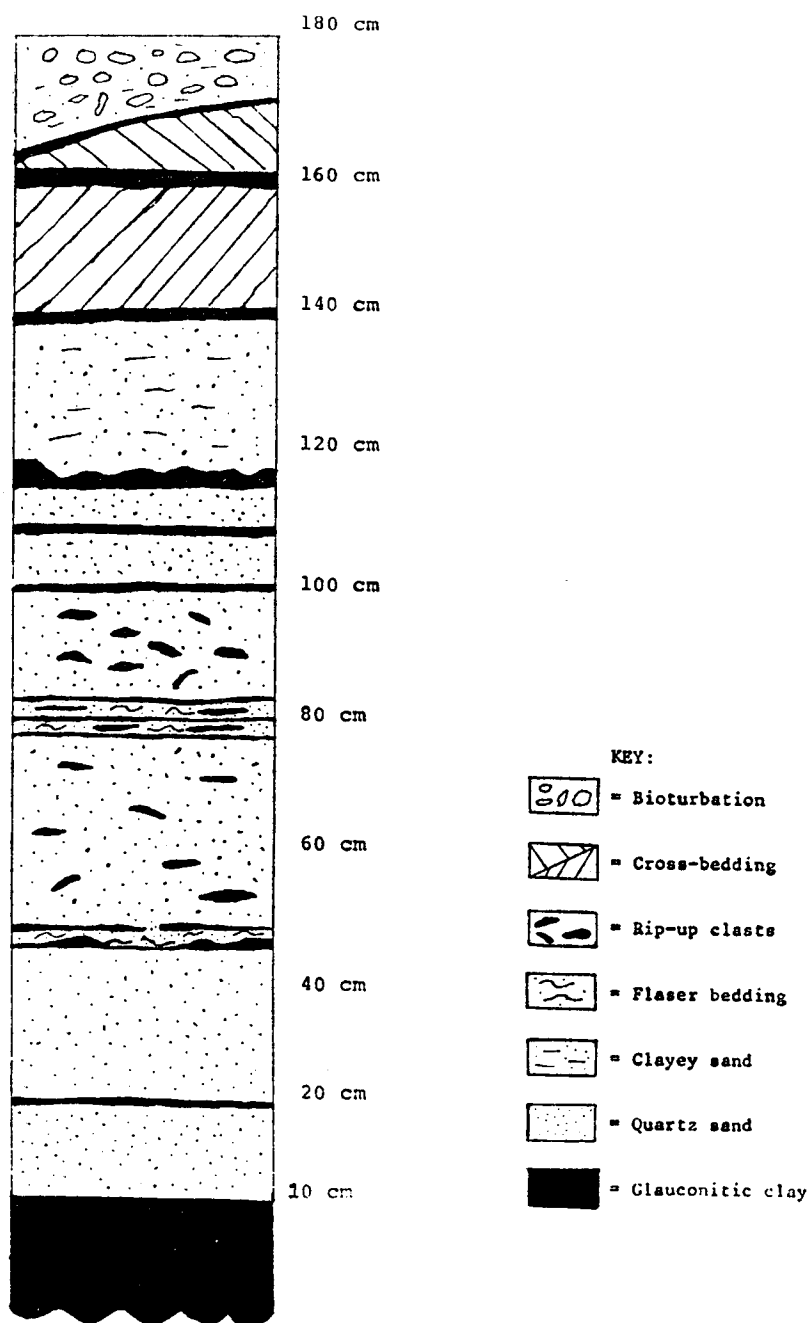 180 cm
160 cm
140 cm
120 cm
100 cm
80 cm
60 cm
40 cm
20 cm
10 cm
KEY:
= Bioturbation
= Cross-bedding
= Rip-up clasts
= Flaser bedding
= Clayey sand
= Quartz sand
= Glauconitic clay